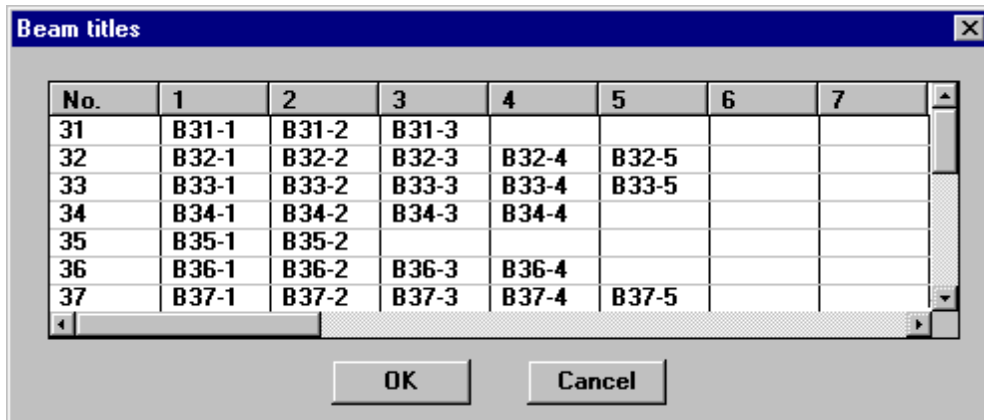 Beam titles
No. 1 2 3 4 5 6 7
31 B31-1 B31-2 B31-3
32 B32-1 B32-2 B32-3 B32-4 B32-5
33 B33-1 B33-2 B33-3 B33-4 B33-5
34 B34-1 B34-2 B34-3 B34-4
35 B35-1 B35-2
36 B36-1 B36-2 B36-3 B36-4
37 B37-1 B37-2 B37-3 B37-4 B37-5
OK Cancel